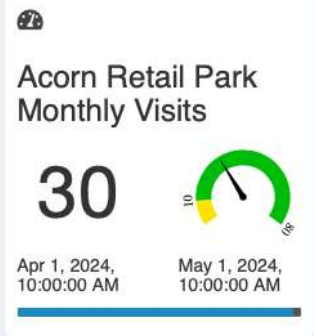 Acorn Retail Park
Monthly Visits
30
10
80
Apr 1, 2024,
10:00:00 AM
May 1, 2024,
10:00:00 AM